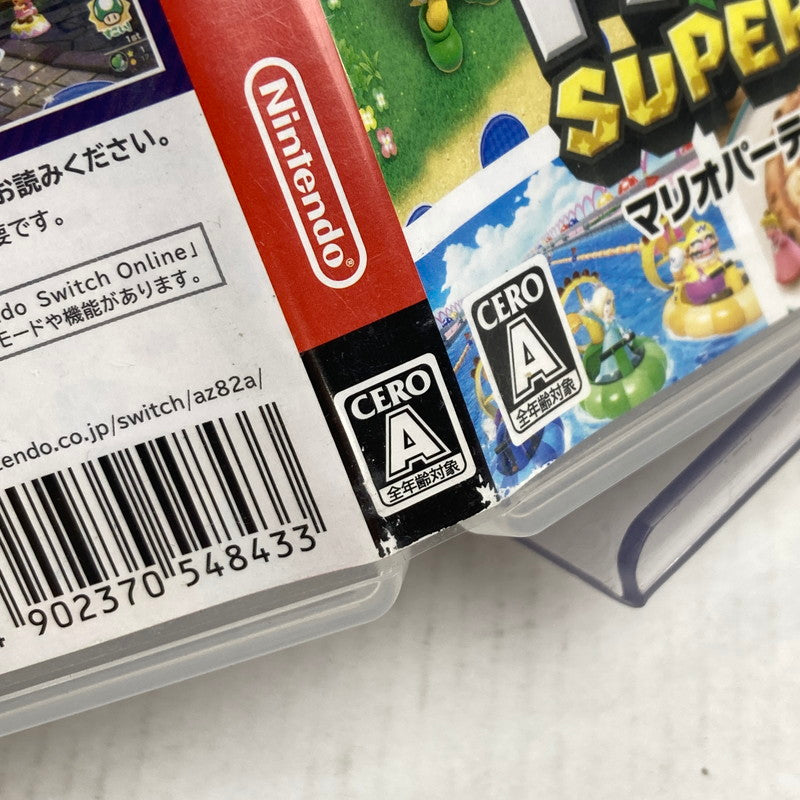 お読みください。
要です。
do Switch Online」
モードや機能があります。
endo.co.jp/switch/az82a/
902370 548433
Nintendo®
CERO
A
全年齢対象
SUPER
マリオパーテ
CERO
A
全年齢対象
1st